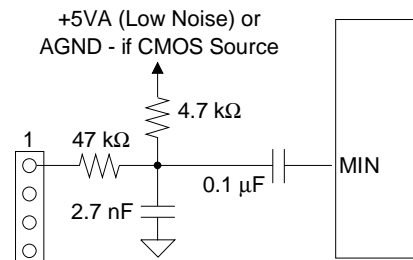 +5VA (Low Noise) or
AGND - if CMOS Source
4.7 kΩ
1
47 kΩ
MIN
0.1 µF
2.7 nF